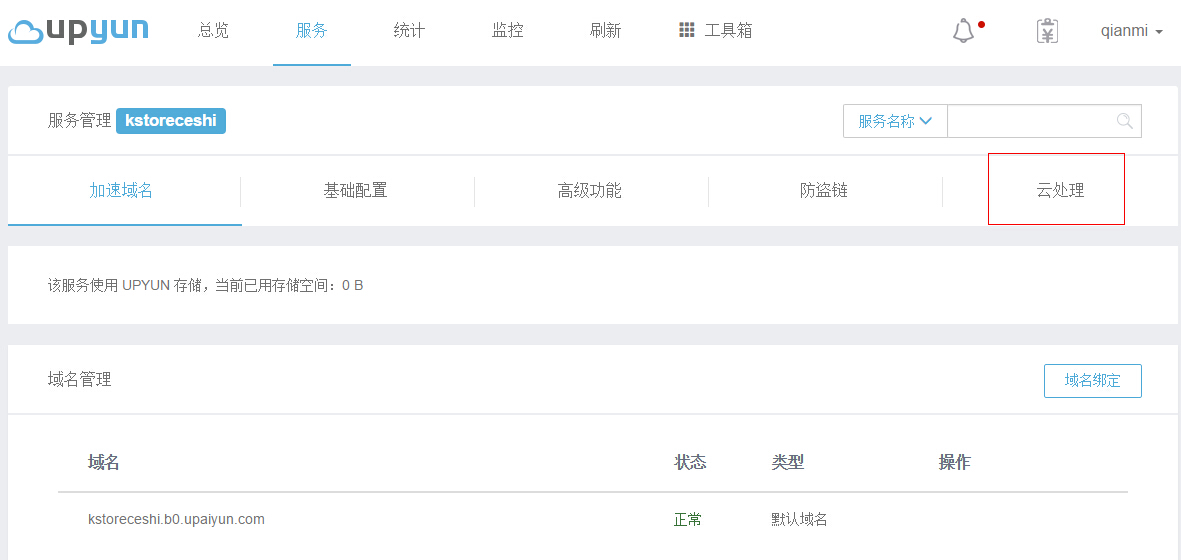 upyun 总览 服务 统计 监控 刷新 工具箱 ¥ qianmi
服务管理 kstoreceshi 服务名称
加速域名 基础配置 高级功能 防盗链 云处理
该服务使用 UPYUN 存储，当前已用存储空间：0 B
域名管理 域名绑定
域名 状态 类型 操作
kstoreceshi.b0.upaiyun.com 正常 默认域名